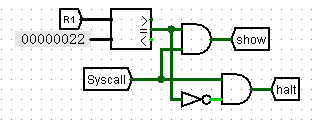 R1
>
=
<
00000022
show
Syscall
halt